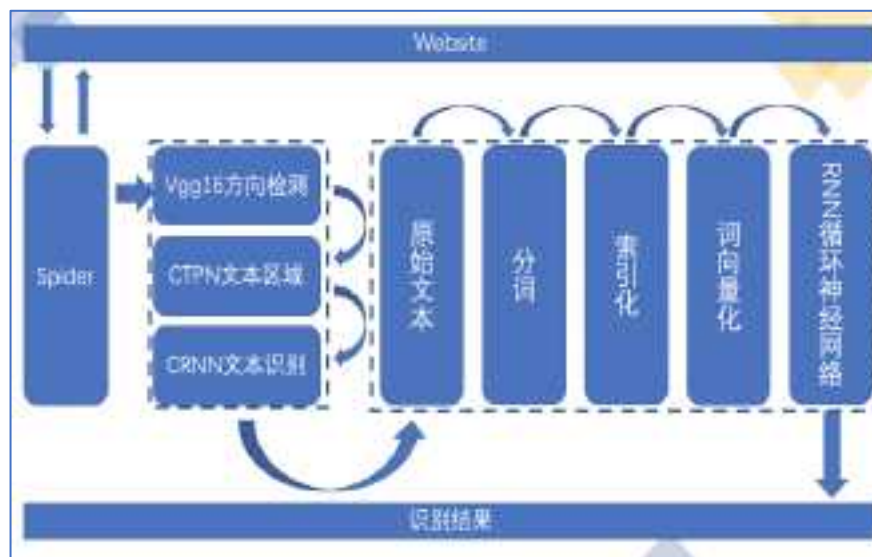 Website
Spider
Vgg16方向检测
CTPN文本区域
CRNN文本识别
原始文本
分词
索引化
词向量化
RNN循环神经网络
识别结果